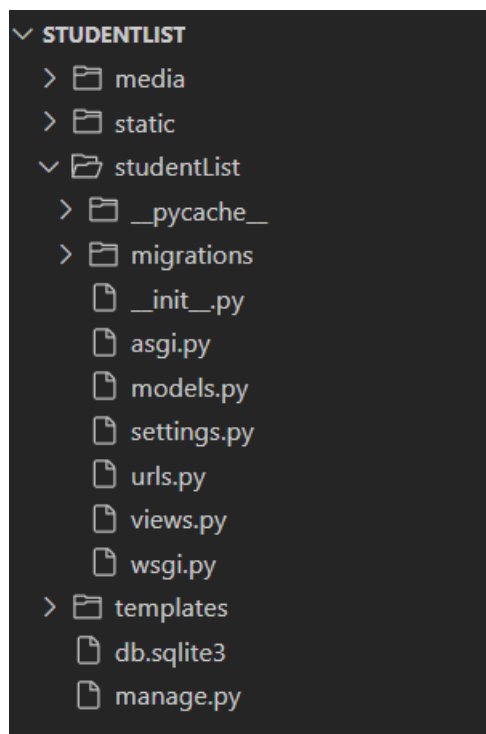 STUDENTLIST
media
static
studentList
__pycache__
migrations
__init__.py
asgi.py
models.py
settings.py
urls.py
views.py
wsgi.py
templates
db.sqlite3
manage.py